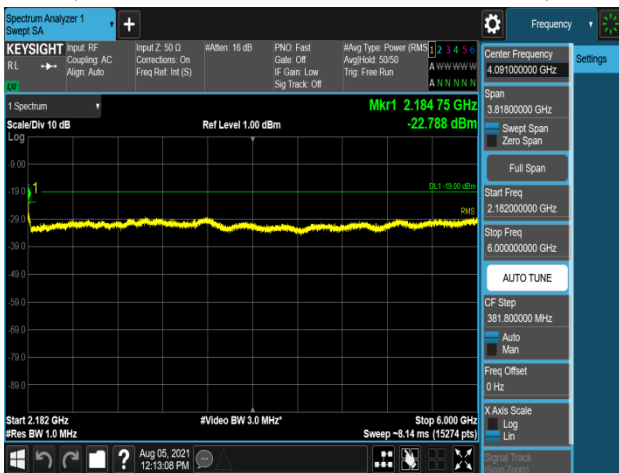 Spectrum Analyzer 1
Swept SA
+
Frequency
KEYSIGHT
RL
LW
Input: RF
Coupling: AC
Align: Auto
Input Z: 50 Ω
Corrections: On
Freq Ref: Int (S)
#Atten: 16 dB
PNO: Fast
Gate: Off
IF Gain: Low
Sig Track: Off
#Avg Type: Power (RMS
Avg|Hold: 50/50
Trig: Free Run
1 2 3 4 5 6
A W W W W W
A N N N N N
1 Spectrum
Scale/Div 10 dB
Log
Ref Level 1.00 dBm
Mkr1 2.184 75 GHz
-22.788 dBm
-9.00
-19.0
-29.0
-39.0
-49.0
-59.0
-69.0
-79.0
-89.0
1
DL1 -19.00 dBm
RMS
Start 2.182 GHz
#Res BW 1.0 MHz
#Video BW 3.0 MHz*
Stop 6.000 GHz
Sweep ~8.14 ms (15274 pts)
?
Aug 05, 2021
12:13:08 PM
Center Frequency
4.091000000 GHz
Settings
Span
3.81800000 GHz
Swept Span
Zero Span
Full Span
Start Freq
2.182000000 GHz
Stop Freq
6.000000000 GHz
AUTO TUNE
CF Step
381.800000 MHz
Auto
Man
Freq Offset
0 Hz
X Axis Scale
Log
Lin
Signal Track
(Span Zoom)